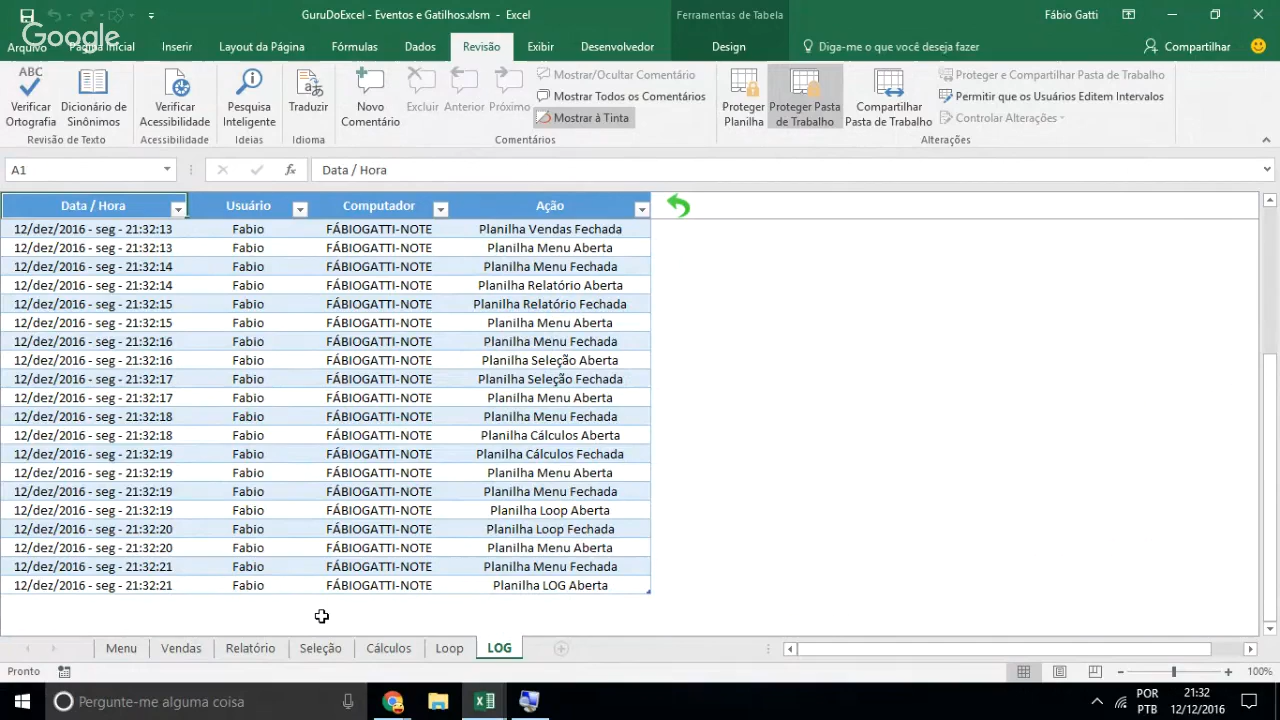 GuruDoExcel - Eventos e Gatilhos.xlsm - Excel
Ferramentas de Tabela
Fábio Gatti
Google
Arquivo Página Inicial Inserir Layout da Página Fórmulas Dados Revisão Exibir Desenvolvedor Design Diga-me o que você deseja fazer Compartilhar
ABC
Verificar Ortografia
Dicionário de Sinônimos
Verificar Acessibilidade
Pesquisa Inteligente
Traduzir
Novo Comentário
Excluir Anterior Próximo
Mostrar/Ocultar Comentário
Mostrar Todos os Comentários
Mostrar à Tinta
Proteger Planilha
Proteger Pasta de Trabalho
Compartilhar Pasta de Trabalho
Proteger e Compartilhar Pasta de Trabalho
Permitir que os Usuários Editem Intervalos
Controlar Alterações
Revisão de Texto Acessibilidade Ideias Idioma Comentários Alterações
A1 fx Data / Hora
Data / Hora Usuário Computador Ação
12/dez/2016 - seg - 21:32:13 Fabio FÁBIOGATTI-NOTE Planilha Vendas Fechada
12/dez/2016 - seg - 21:32:13 Fabio FÁBIOGATTI-NOTE Planilha Menu Aberta
12/dez/2016 - seg - 21:32:14 Fabio FÁBIOGATTI-NOTE Planilha Menu Fechada
12/dez/2016 - seg - 21:32:14 Fabio FÁBIOGATTI-NOTE Planilha Relatório Aberta
12/dez/2016 - seg - 21:32:15 Fabio FÁBIOGATTI-NOTE Planilha Relatório Fechada
12/dez/2016 - seg - 21:32:15 Fabio FÁBIOGATTI-NOTE Planilha Menu Aberta
12/dez/2016 - seg - 21:32:16 Fabio FÁBIOGATTI-NOTE Planilha Menu Fechada
12/dez/2016 - seg - 21:32:16 Fabio FÁBIOGATTI-NOTE Planilha Seleção Aberta
12/dez/2016 - seg - 21:32:17 Fabio FÁBIOGATTI-NOTE Planilha Seleção Fechada
12/dez/2016 - seg - 21:32:17 Fabio FÁBIOGATTI-NOTE Planilha Menu Aberta
12/dez/2016 - seg - 21:32:18 Fabio FÁBIOGATTI-NOTE Planilha Menu Fechada
12/dez/2016 - seg - 21:32:18 Fabio FÁBIOGATTI-NOTE Planilha Cálculos Aberta
12/dez/2016 - seg - 21:32:19 Fabio FÁBIOGATTI-NOTE Planilha Cálculos Fechada
12/dez/2016 - seg - 21:32:19 Fabio FÁBIOGATTI-NOTE Planilha Menu Aberta
12/dez/2016 - seg - 21:32:19 Fabio FÁBIOGATTI-NOTE Planilha Menu Fechada
12/dez/2016 - seg - 21:32:19 Fabio FÁBIOGATTI-NOTE Planilha Loop Aberta
12/dez/2016 - seg - 21:32:20 Fabio FÁBIOGATTI-NOTE Planilha Loop Fechada
12/dez/2016 - seg - 21:32:20 Fabio FÁBIOGATTI-NOTE Planilha Menu Aberta
12/dez/2016 - seg - 21:32:21 Fabio FÁBIOGATTI-NOTE Planilha Menu Fechada
12/dez/2016 - seg - 21:32:21 Fabio FÁBIOGATTI-NOTE Planilha LOG Aberta
Menu Vendas Relatório Seleção Cálculos Loop LOG
Pronto 100%
Pergunte-me alguma coisa
POR
PTB
21:32
12/12/2016